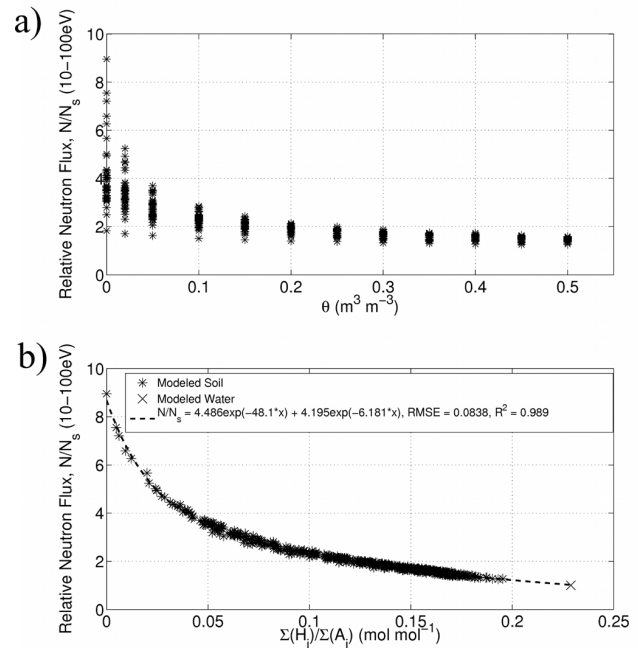 a)
Relative Neutron Flux, N/Nₛ (10−100eV)
10
8
6
4
2
0
0 0.1 0.2 0.3 0.4 0.5
θ (m³ m⁻³)
b)
Relative Neutron Flux, N/Nₛ (10−100eV)
10
8
6
4
2
0
Modeled Soil
Modeled Water
N/Nₛ = 4.486exp(−48.1*x) + 4.195exp(−6.181*x), RMSE = 0.0838, R² = 0.989
0 0.05 0.1 0.15 0.2 0.25
Σ(Hᵢ)/Σ(Aᵢ) (mol mol⁻¹)